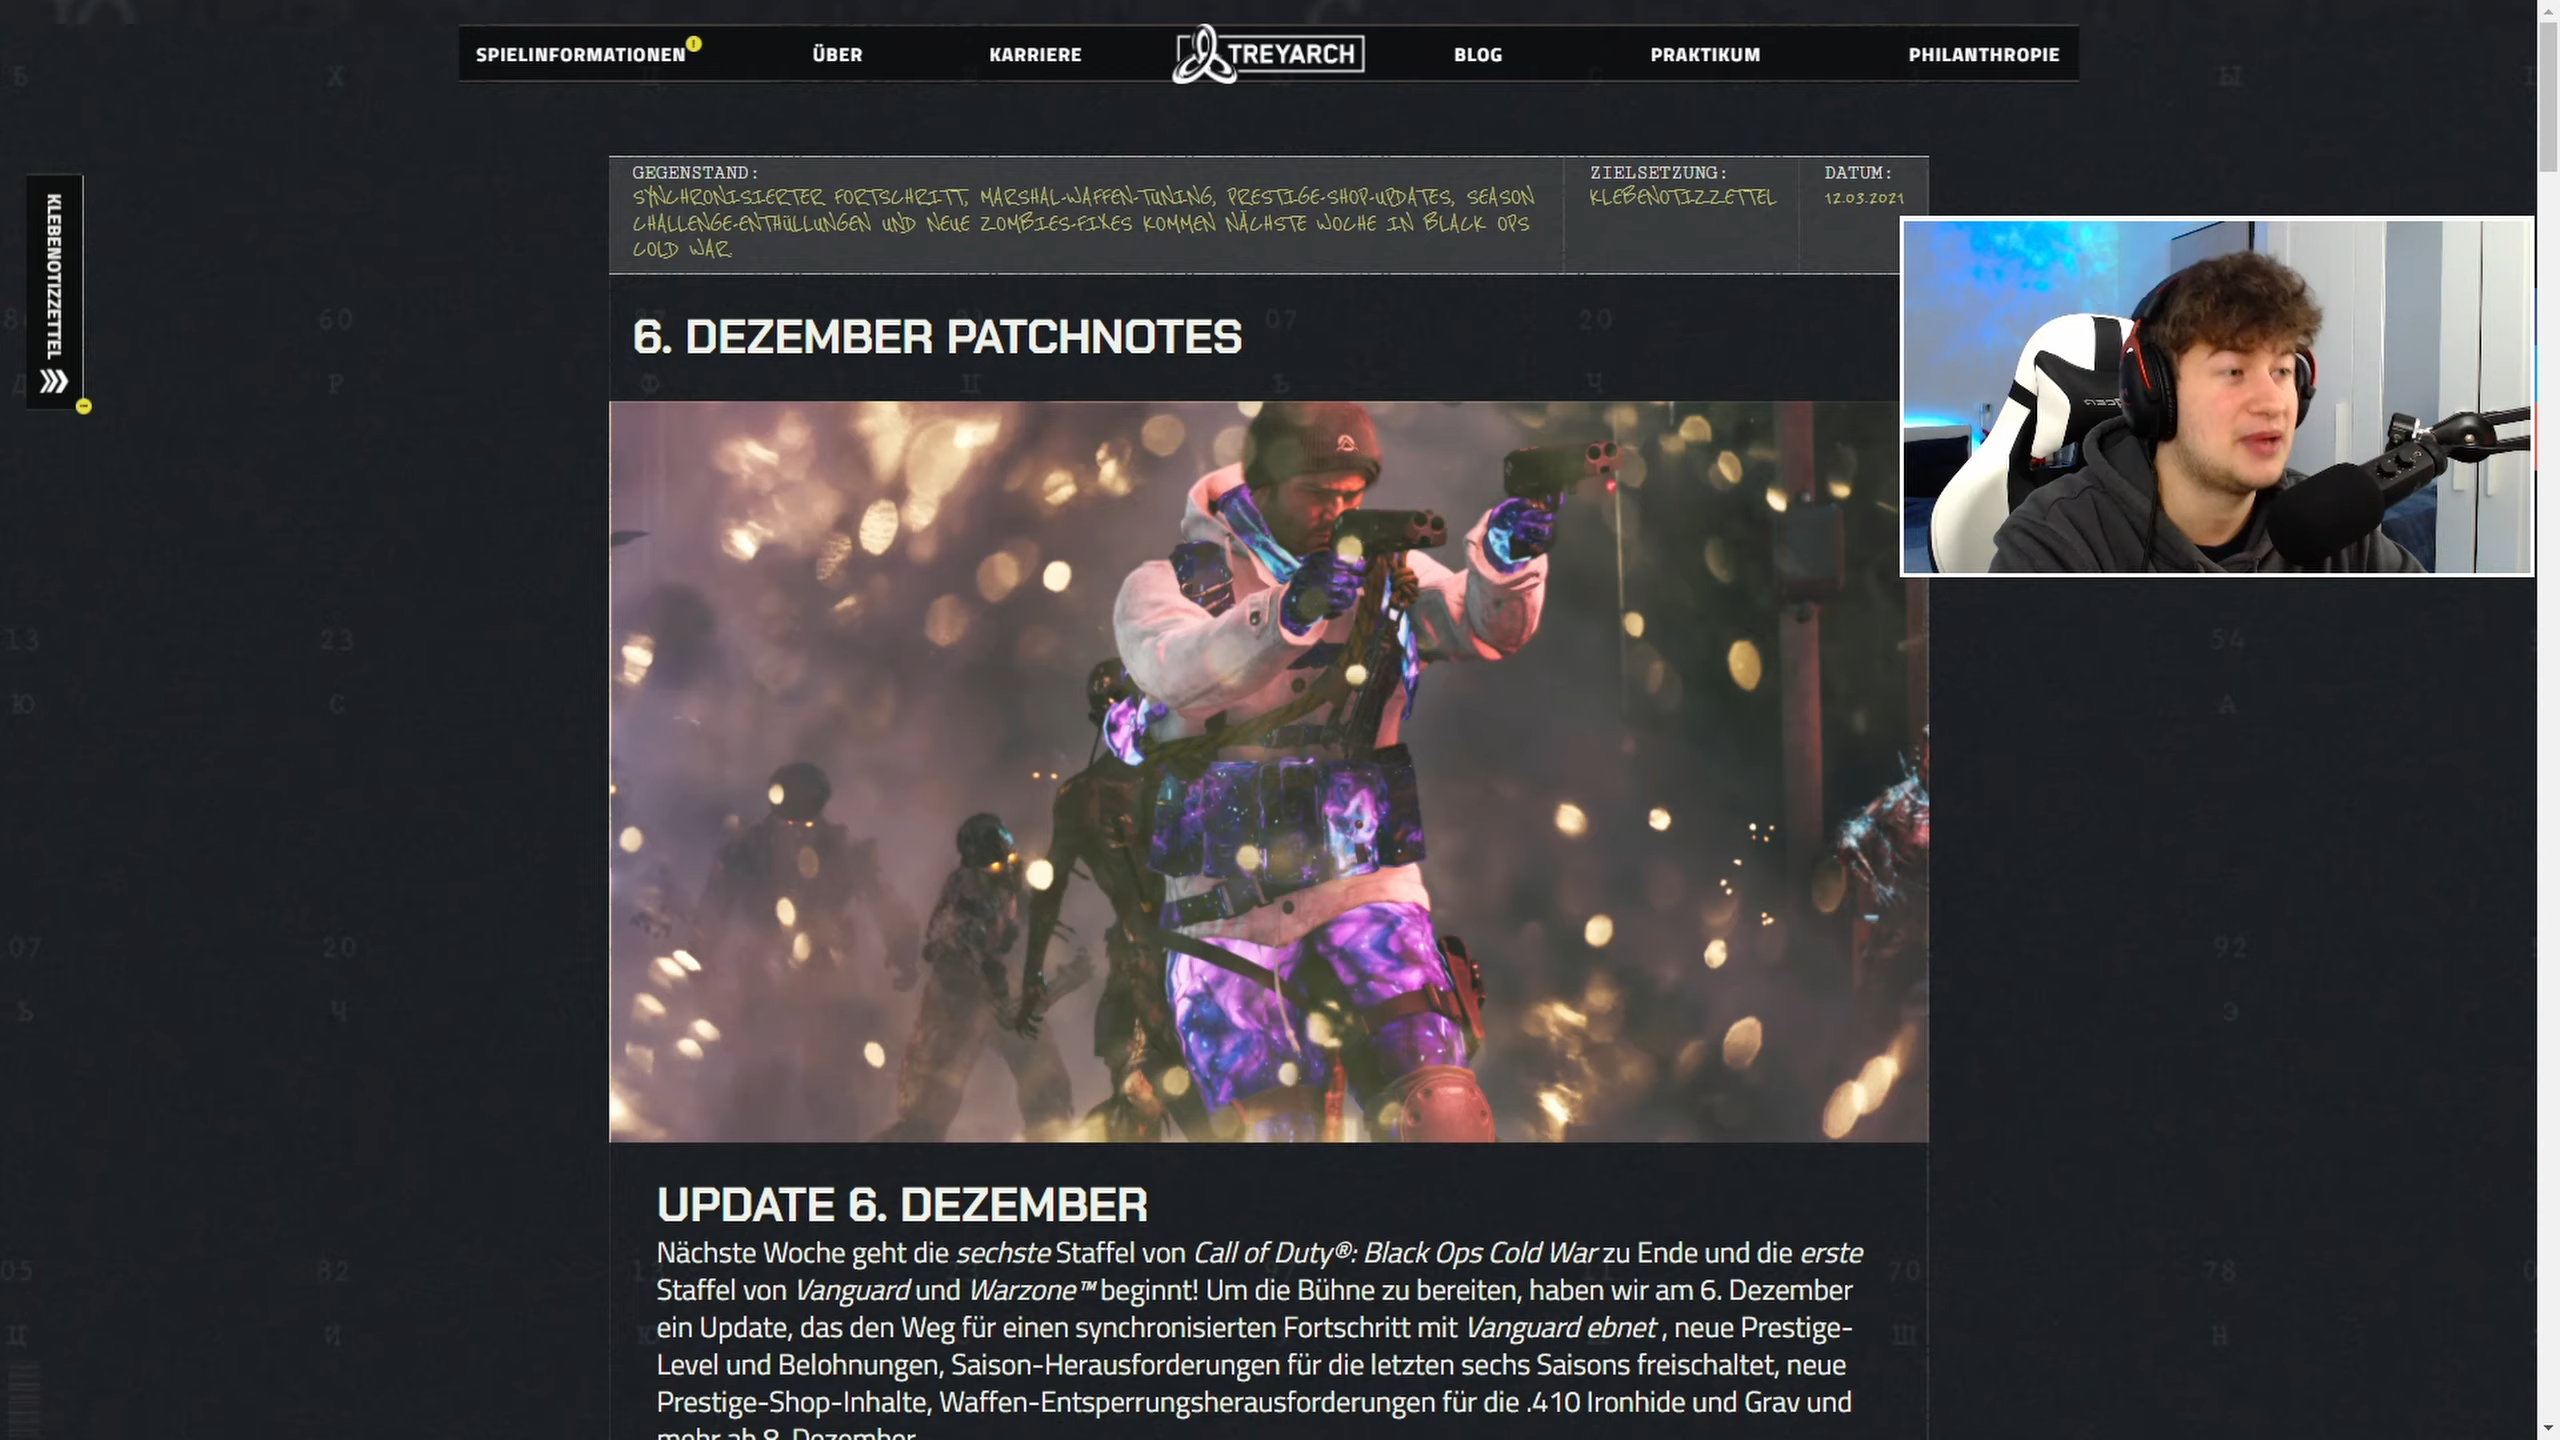 SPIELINFORMATIONEN
ÜBER
KARRIERE
TREYARCH
BLOG
PRAKTIKUM
PHILANTHROPIE
KLEBENOTIZZETTEL
GEGENSTAND:
SYNCHRONISIERTER FORTSCHRITT, MARSHAL-WAFFEN-TUNING, PRESTIGE-SHOP-UPDATES, SEASON
CHALLENGE-ENTHÜLLUNGEN UND NEUE ZOMBIES-FIXES KOMMEN NÄCHSTE WOCHE IN BLACK OPS
COLD WAR
ZIELSETZUNG:
KLEBENOTIZZETTEL
DATUM:
12.03.2021
6. DEZEMBER PATCHNOTES
UPDATE 6. DEZEMBER
Nächste Woche geht die sechste Staffel von Call of Duty®: Black Ops Cold War zu Ende und die erste
Staffel von Vanguard und Warzone™ beginnt! Um die Bühne zu bereiten, haben wir am 6. Dezember
ein Update, das den Weg für einen synchronisierten Fortschritt mit Vanguard ebnet , neue Prestige-
Level und Belohnungen, Saison-Herausforderungen für die letzten sechs Saisons freischaltet, neue
Prestige-Shop-Inhalte, Waffen-Entsperrungsherausforderungen für die .410 Ironhide und Grav und
mehr ab 8. Dezember